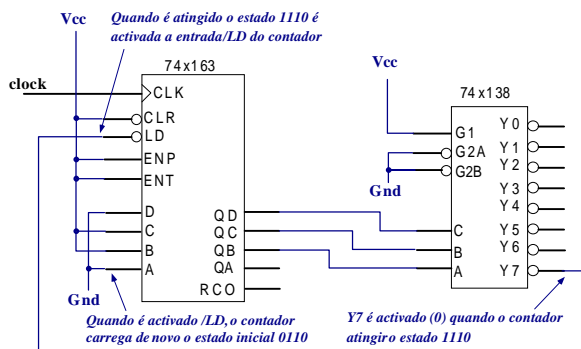 Quando é atingido o estado 1110 é
activada a entrada/LD do contador
Vcc
74x163
clock
CLK
CLR
LD
ENP
ENT
D
C
B
A
QD
QC
QB
QA
RCO
Gnd
Quando é activado /LD, o contador
carrega de novo o estado inicial 0110
Vcc
74x138
G1
G2A
G2B
Gnd
C
B
A
Y0
Y1
Y2
Y3
Y4
Y5
Y6
Y7
Y7 é activado (0) quando o contador
atingiro estado 1110